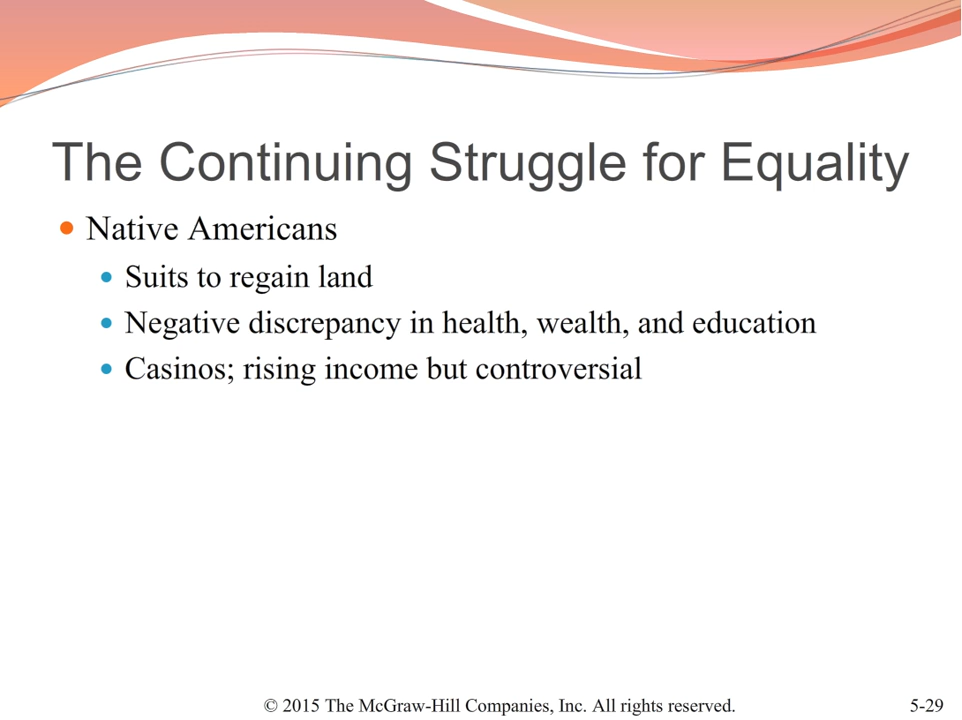 The Continuing Struggle for Equality
• Native Americans
• Suits to regain land
• Negative discrepancy in health, wealth, and education
• Casinos; rising income but controversial
© 2015 The McGraw-Hill Companies, Inc. All rights reserved.
5-29